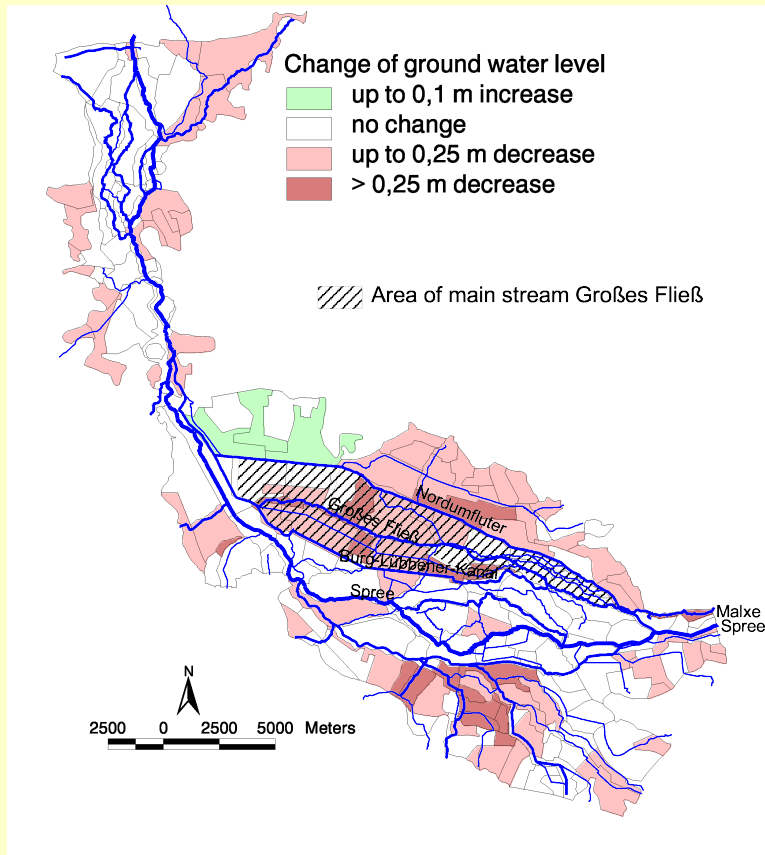 Change of ground water level
up to 0,1 m increase
no change
up to 0,25 m decrease
> 0,25 m decrease
Area of main stream Großes Fließ
Nordumfluter
Großes Fließ
Burg-Lübbener-Kanal
Spree
Malxe
Spree
N
2500 0 2500 5000 Meters